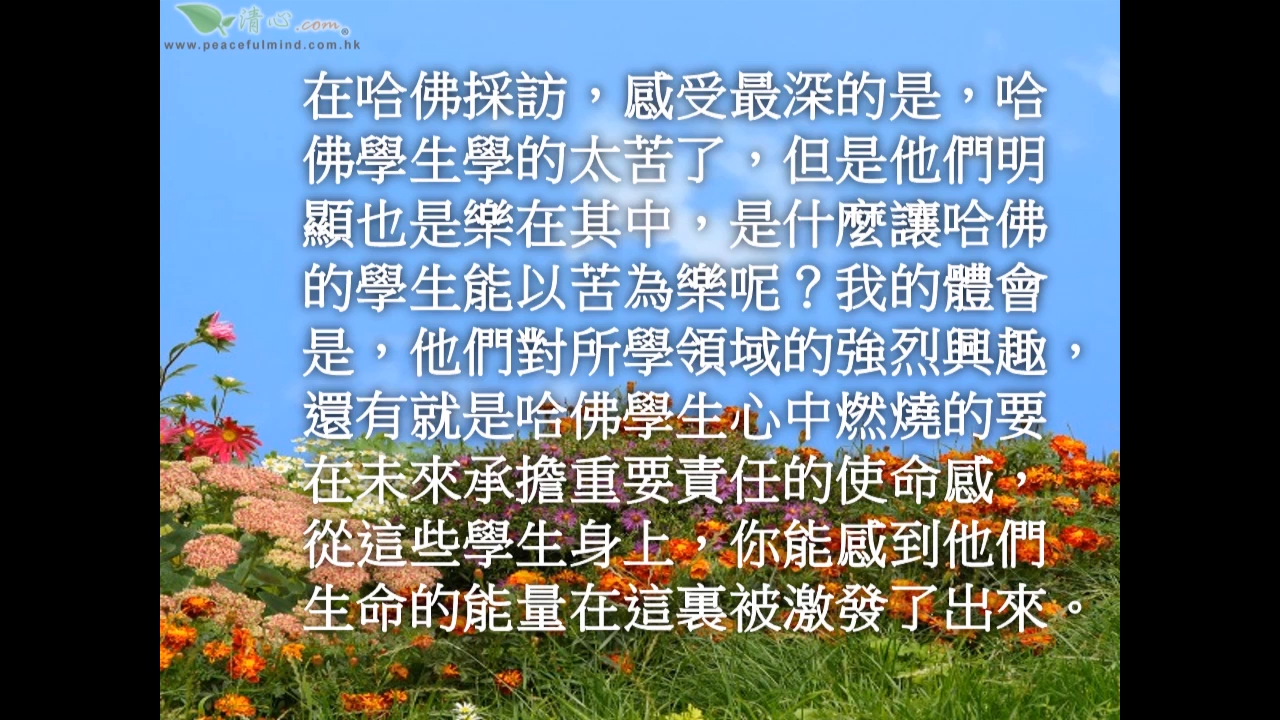 清心.com®
www.peacefulmind.com.hk
在哈佛採訪，感受最深的是，哈
佛學生學的太苦了，但是他們明
顯也是樂在其中，是什麼讓哈佛
的學生能以苦為樂呢？我的體會
是，他們對所學領域的強烈興趣，
還有就是哈佛學生心中燃燒的要
在未來承擔重要責任的使命感，
從這些學生身上，你能感到他們
生命的能量在這裏被激發了出來。